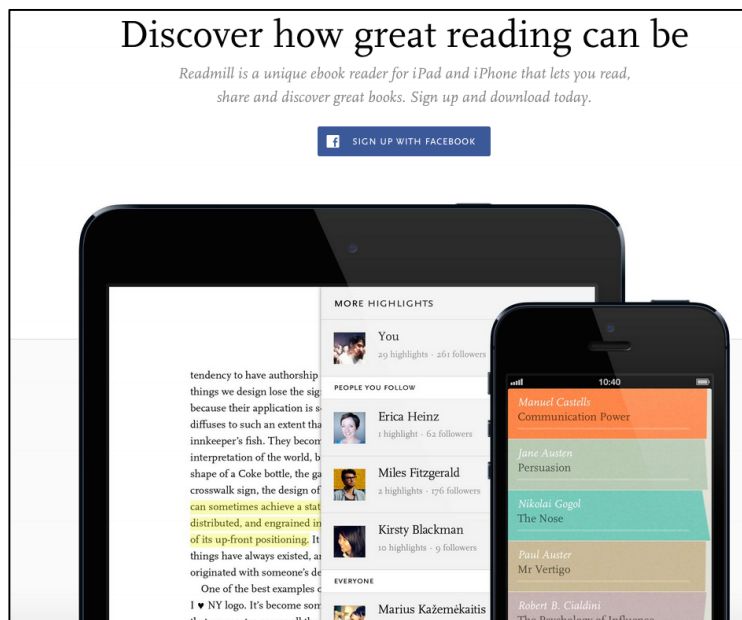 Discover how great reading can be
Readmill is a unique ebook reader for iPad and iPhone that lets you read,
share and discover great books. Sign up and download today.
SIGN UP WITH FACEBOOK
tendency to have authorship
things we design lose the sig
because their application is s
diffuses to such an extent tha
innkeeper's fish. They becom
interpretation of the world, b
shape of a Coke bottle, the ga
crosswalk sign, the design of
can sometimes achieve a stat
distributed, and engrained in
of its up-front positioning. It
things have always existed, a
originated with someone's de
One of the best examples o
I ♥ NY logo. It's become som
MORE HIGHLIGHTS
You
29 highlights · 261 followers
PEOPLE YOU FOLLOW
Erica Heinz
1 highlight · 62 followers
Miles Fitzgerald
2 highlights · 176 followers
Kirsty Blackman
10 highlights · 9 followers
EVERYONE
Marius Kažemėkaitis
10:40
Manuel Castells
Communication Power
Jane Austen
Persuasion
Nikolai Gogol
The Nose
Paul Auster
Mr Vertigo
Robert B. Cialdini
The Psychology of Influence